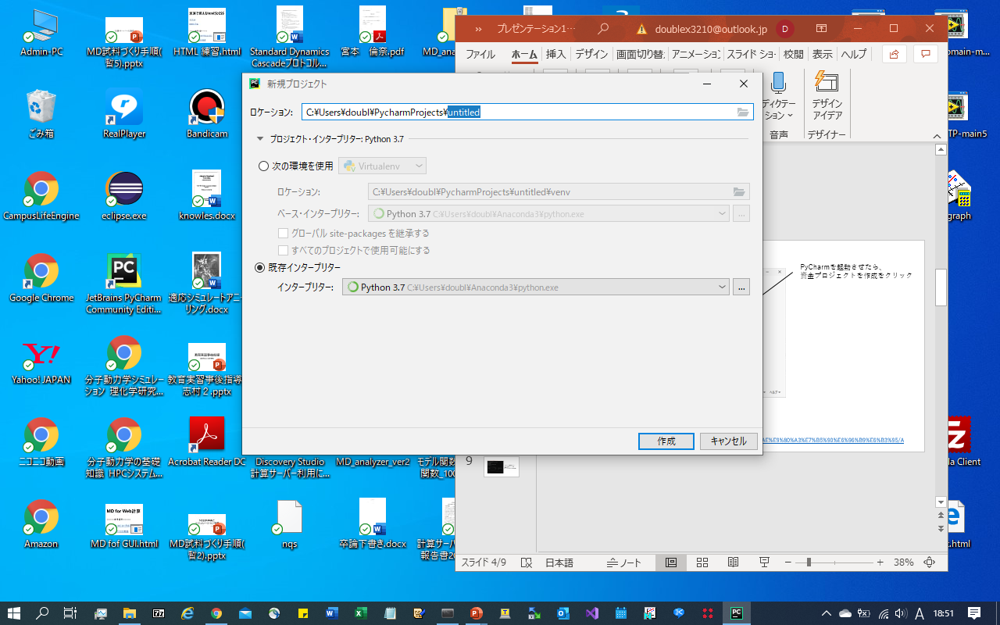 Admin-PC
MD試料づくり手順(
暫5).pptx
HTML 練習.html
Standard Dynamics
Cascadeプロトコル...
宮本　倫奈.pdf
MD_ana
プレゼンテーション1…
doublex3210@outlook.jp
D
ファイル
ホーム
挿入
デザイン
画面切り替え
アニメーション
スライド ショー
校閲
表示
ヘルプ
新規プロジェクト
ロケーション:
C:¥Users¥doubl¥PycharmProjects¥untitled
プロジェクト・インタープリター: Python 3.7
次の環境を使用
Virtualenv
ロケーション:
C:¥Users¥doubl¥PycharmProjects¥untitled¥venv
ベース・インタープリター:
Python 3.7 C:¥Users¥doubl¥Anaconda3¥python.exe
...
グローバル site-packages を継承する
すべてのプロジェクトで使用可能にする
既存インタープリター
インタープリター:
Python 3.7 C:¥Users¥doubl¥Anaconda3¥python.exe
...
作成
キャンセル
ディクテー
ション
デザイン
アイデア
音声
デザイナー
omain-m...
TP-main5
graph
la Client
.html
ごみ箱
RealPlayer
Bandicam
CampusLifeEngine
eclipse.exe
knowles.docx
Google Chrome
JetBrains PyCharm
Community Editi...
適応シミュレートアニー
リング.docx
Yahoo! JAPAN
分子動力学シミュレー
ション 理化学研究...
教育実習事後指導
志村２.pptx
ニコニコ動画
分子動力学の基礎
知識 HPCシステム...
Acrobat Reader DC
Discovery Studio
計算サーバー利用に...
MD_analyzer_ver2
モデル関数
関数_100
Amazon
MD for Web計算
MD fof GUI.html
MD試料づくり手順(
暫2).pptx
nqs
卒論下書き.docx
計算サーバ
報告書2
PyCharmを起動させたら、
資金プロジェクトを作成をクリック
AE%E9%80%A3%E7%B5%90%E6%96%B9%E6%B3%95/A
9
スライド 4/9
日本語
ノート
38%
A
18:51